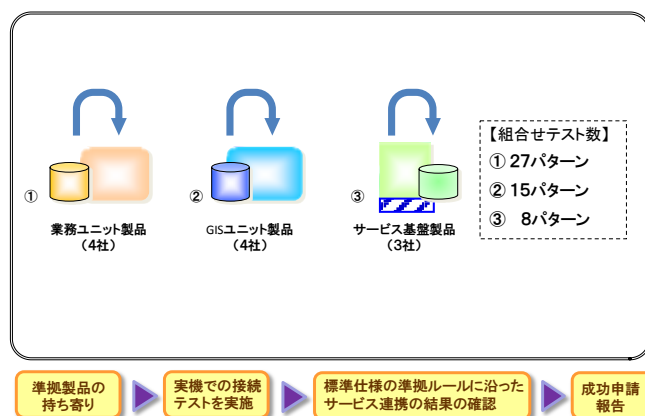 ①
業務ユニット製品
（4社）
②
GISユニット製品
（4社）
③
サービス基盤製品
（3社）
【組合せテスト数】
① 27パターン
② 15パターン
③ 8パターン
準拠製品の
持ち寄り
実機での接続
テストを実施
標準仕様の準拠ルールに沿った
サービス連携の結果の確認
成功申請
報告